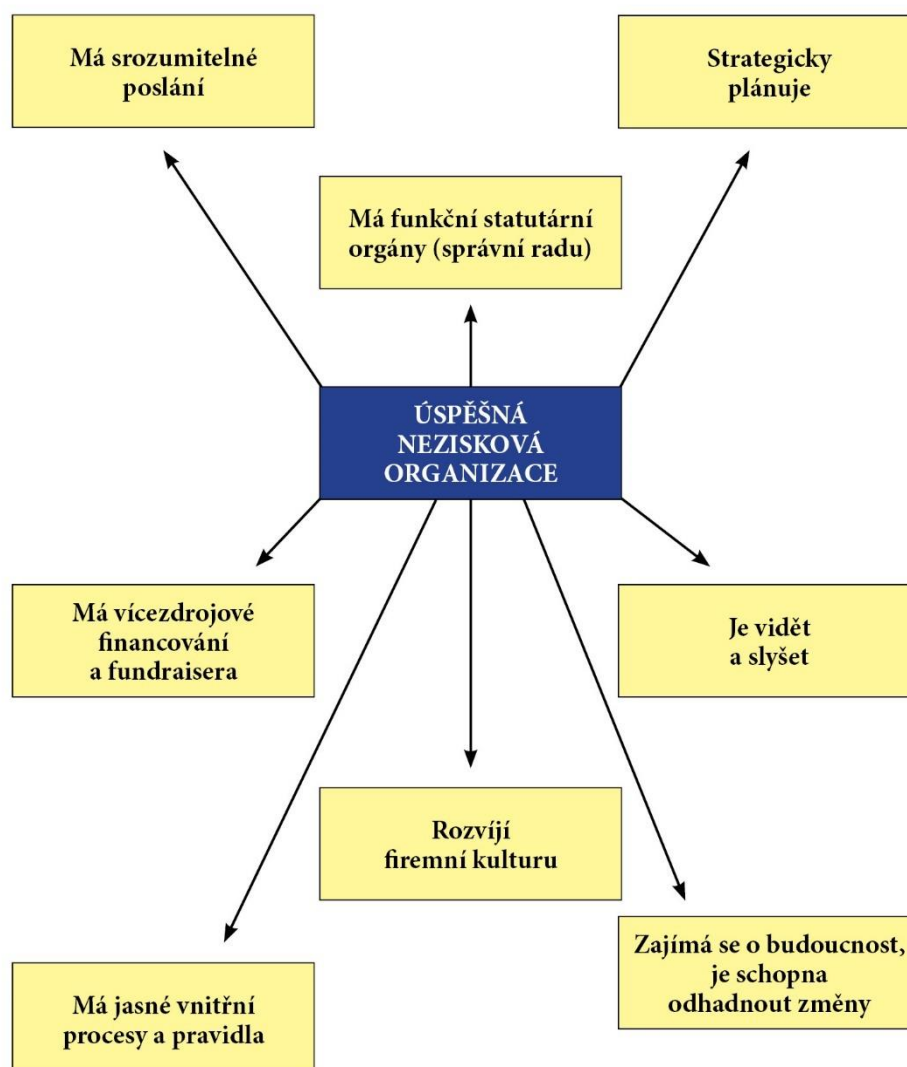 Má srozumitelné
poslání
Strategicky
plánuje
Má funkční statutární
orgány (správní radu)
ÚSPĚŠNÁ
NEZISKOVÁ
ORGANIZACE
Má vícezdrojové
financování
a fundraisera
Je vidět
a slyšet
Rozvíjí
firemní kulturu
Zajímá se o budoucnost,
je schopna
odhadnout změny
Má jasné vnitřní
procesy a pravidla